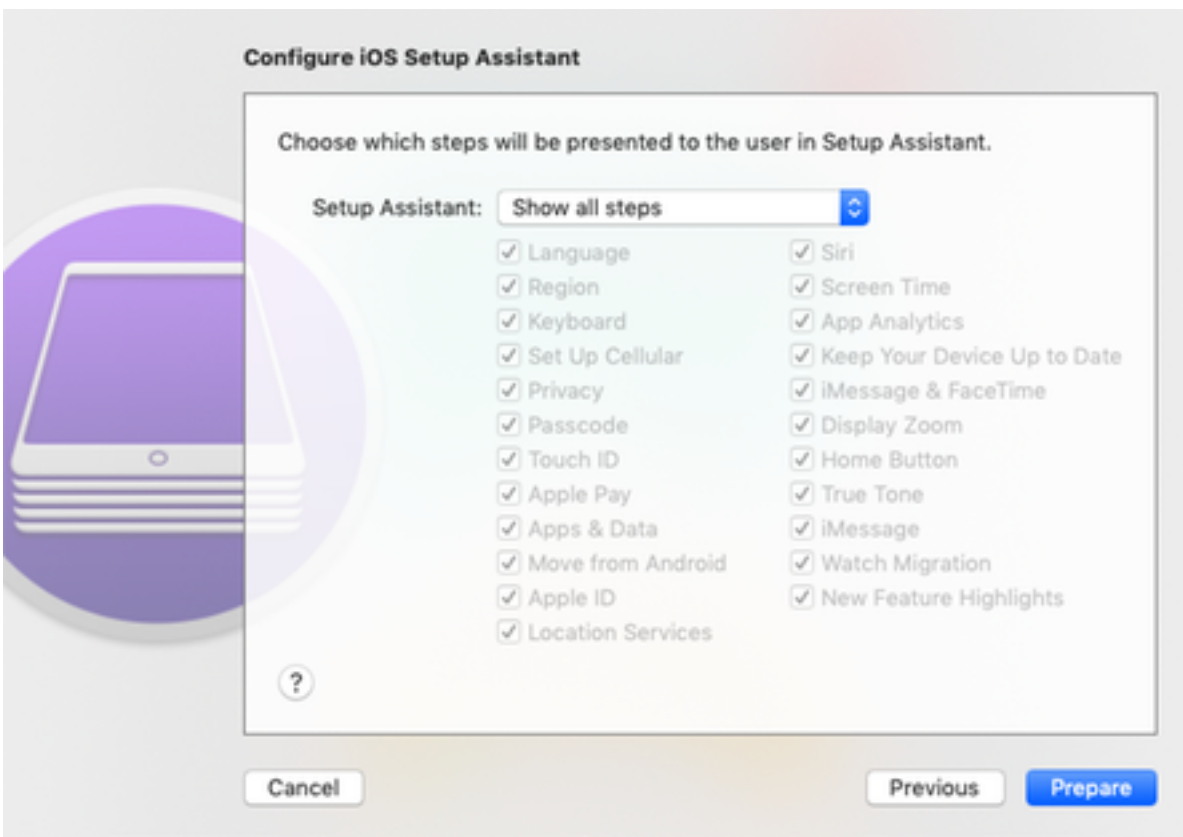 Configure iOS Setup Assistant
Choose which steps will be presented to the user in Setup Assistant.
Setup Assistant: Show all steps
Language
Region
Keyboard
Set Up Cellular
Privacy
Passcode
Touch ID
Apple Pay
Apps & Data
Move from Android
Apple ID
Location Services
Siri
Screen Time
App Analytics
Keep Your Device Up to Date
iMessage & FaceTime
Display Zoom
Home Button
True Tone
iMessage
Watch Migration
New Feature Highlights
?
Cancel
Previous
Prepare